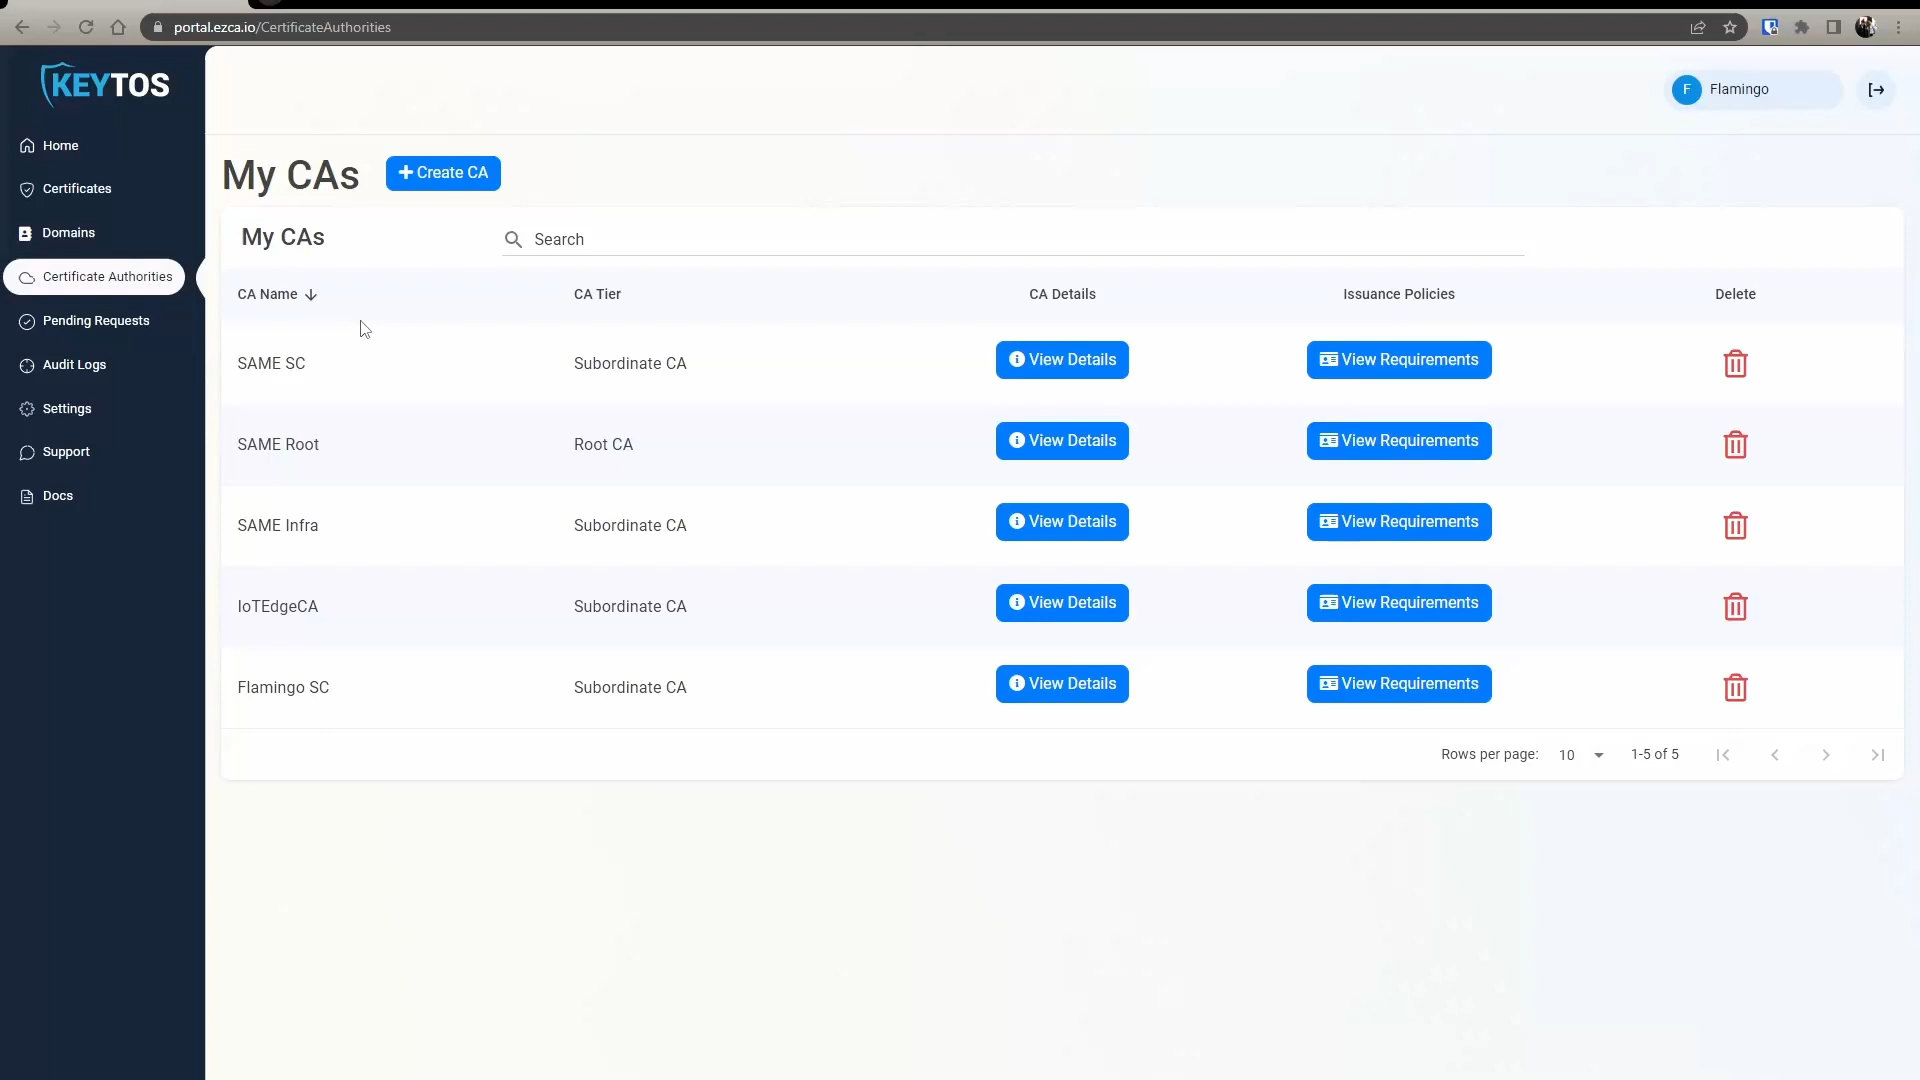 portal.ezca.io/CertificateAuthorities
KEYTOS
F Flamingo
Home
Certificates
Domains
Certificate Authorities
Pending Requests
Audit Logs
Settings
Support
Docs
My CAs
Create CA
My CAs
Search
CA Name CA Tier CA Details Issuance Policies Delete
SAME SC Subordinate CA View Details View Requirements
SAME Root Root CA View Details View Requirements
SAME Infra Subordinate CA View Details View Requirements
IoTEdgeCA Subordinate CA View Details View Requirements
Flamingo SC Subordinate CA View Details View Requirements
Rows per page: 10 1-5 of 5